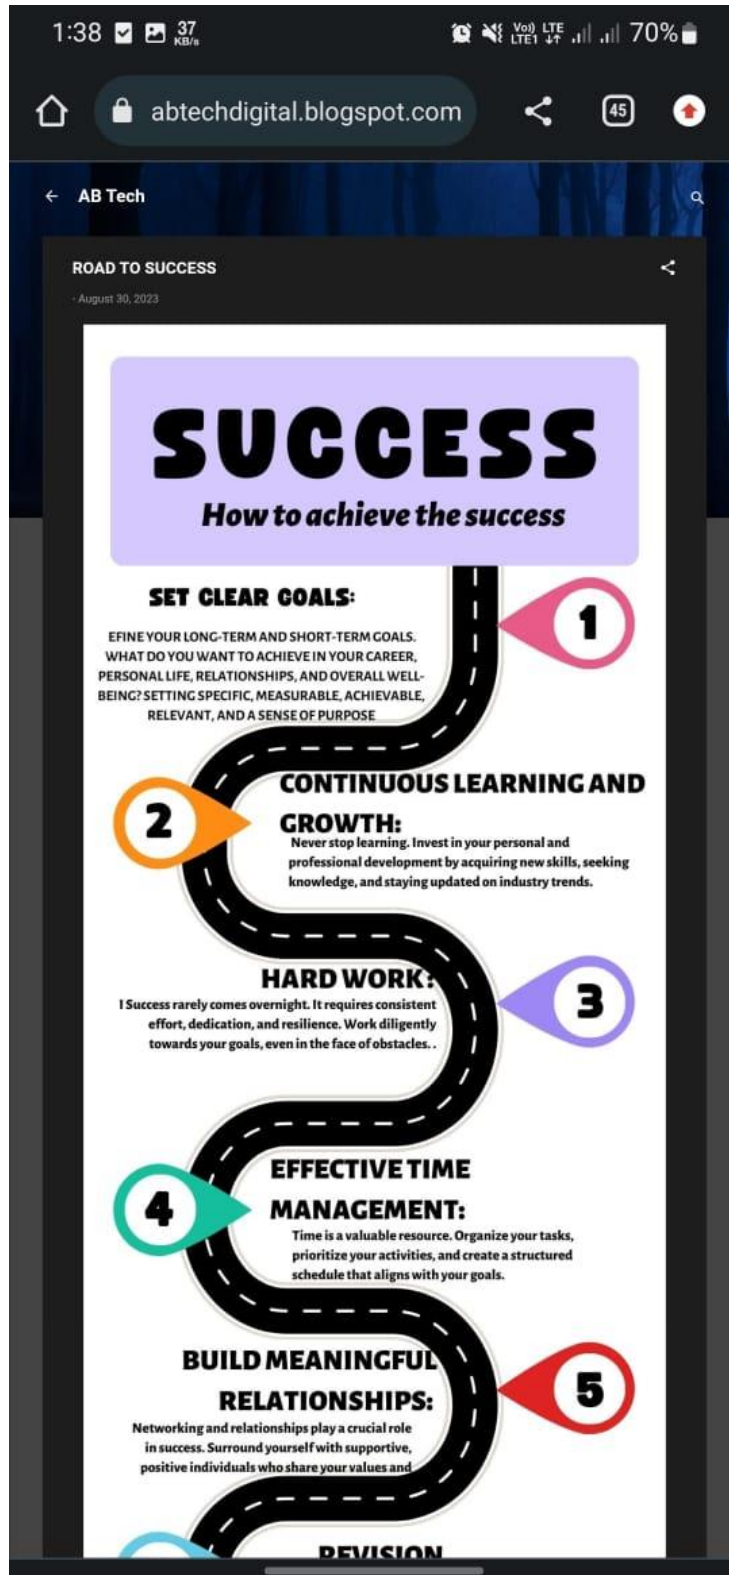 1:38
37
KB/s
Vo))
LTE1
LTE
70%
abtechdigital.blogspot.com
45
AB Tech
ROAD TO SUCCESS
- August 30, 2023
SUCCESS
How to achieve the success
SET CLEAR GOALS:
1
EFINE YOUR LONG-TERM AND SHORT-TERM GOALS.
WHAT DO YOU WANT TO ACHIEVE IN YOUR CAREER,
PERSONAL LIFE, RELATIONSHIPS, AND OVERALL WELL-
BEING? SETTING SPECIFIC, MEASURABLE, ACHIEVABLE,
RELEVANT, AND A SENSE OF PURPOSE
2
CONTINUOUS LEARNING AND
GROWTH:
Never stop learning. Invest in your personal and
professional development by acquiring new skills, seeking
knowledge, and staying updated on industry trends.
HARD WORK:
3
I Success rarely comes overnight. It requires consistent
effort, dedication, and resilience. Work diligently
towards your goals, even in the face of obstacles. .
4
EFFECTIVE TIME
MANAGEMENT:
Time is a valuable resource. Organize your tasks,
prioritize your activities, and create a structured
schedule that aligns with your goals.
BUILD MEANINGFUL
RELATIONSHIPS:
5
Networking and relationships play a crucial role
in success. Surround yourself with supportive,
positive individuals who share your values and
REVISION